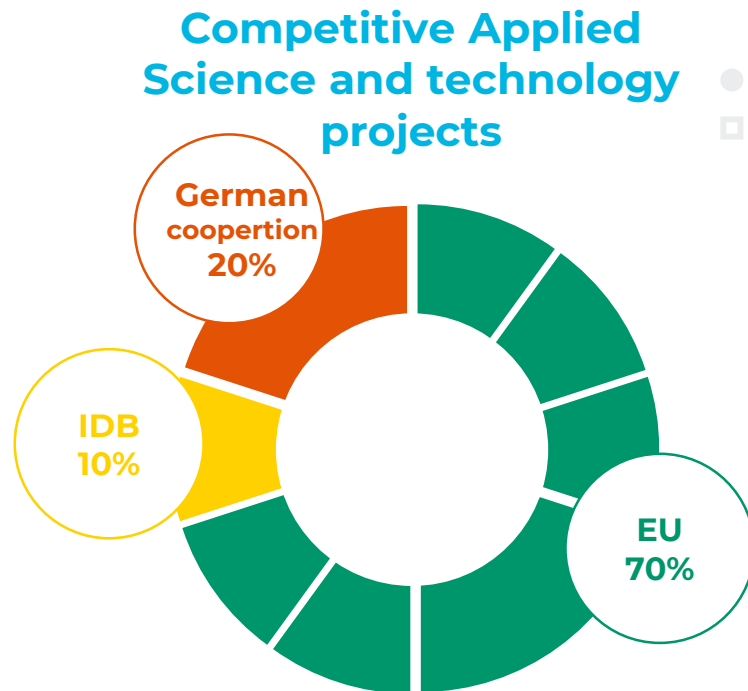 Competitive Applied
Science and technology
projects
German
coopertion
20%
IDB
10%
EU
70%